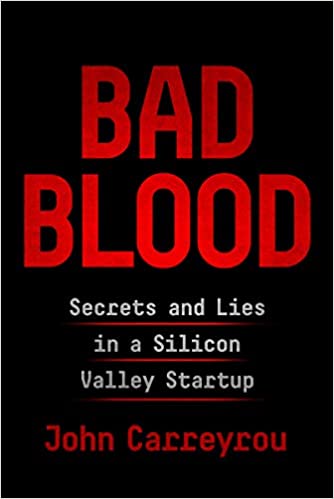 BAD
BLOOD
Secrets and Lies
in a Silicon
Valley Startup
John Carreyrou